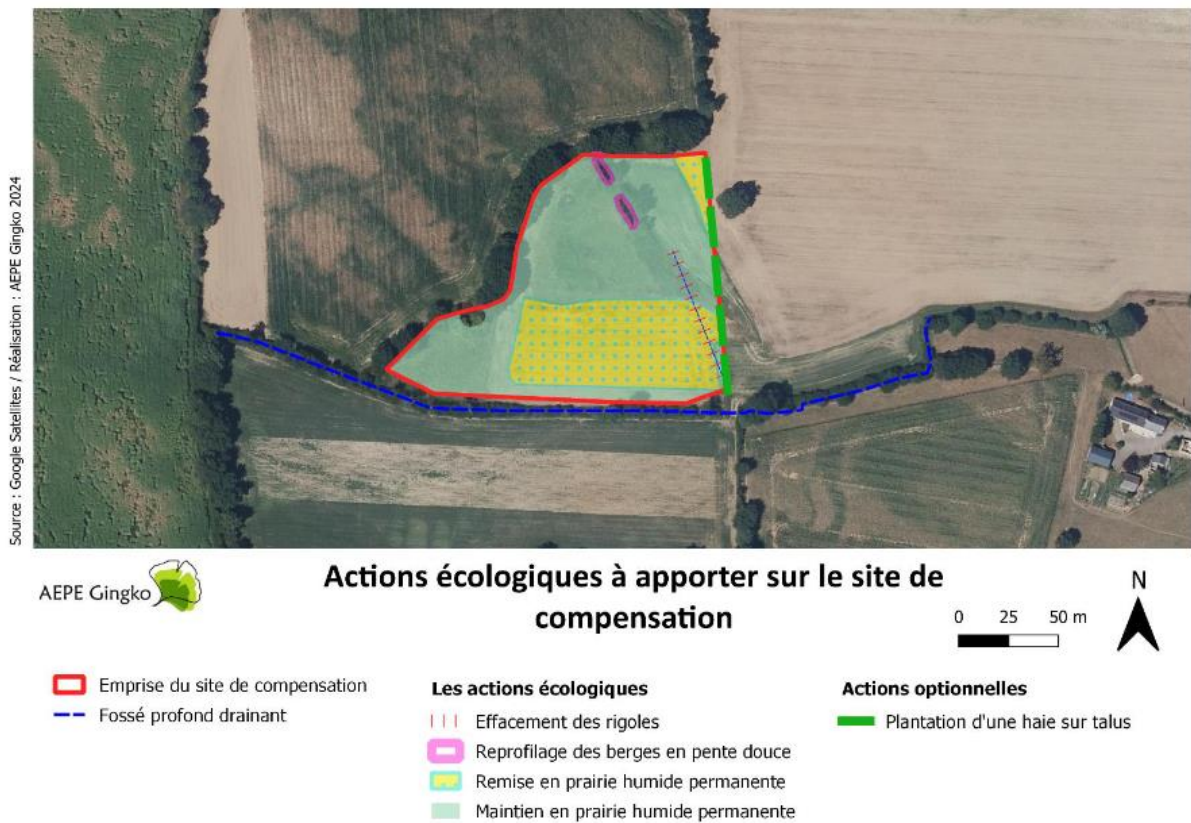 Source : Google Satellites / Réalisation : AEPE Gingko 2024
AEPE Gingko
Actions écologiques à apporter sur le site de
compensation
N
0 25 50 m
Emprise du site de compensation
Fossé profond drainant
Les actions écologiques
Effacement des rigoles
Reprofilage des berges en pente douce
Remise en prairie humide permanente
Maintien en prairie humide permanente
Actions optionnelles
Plantation d'une haie sur talus